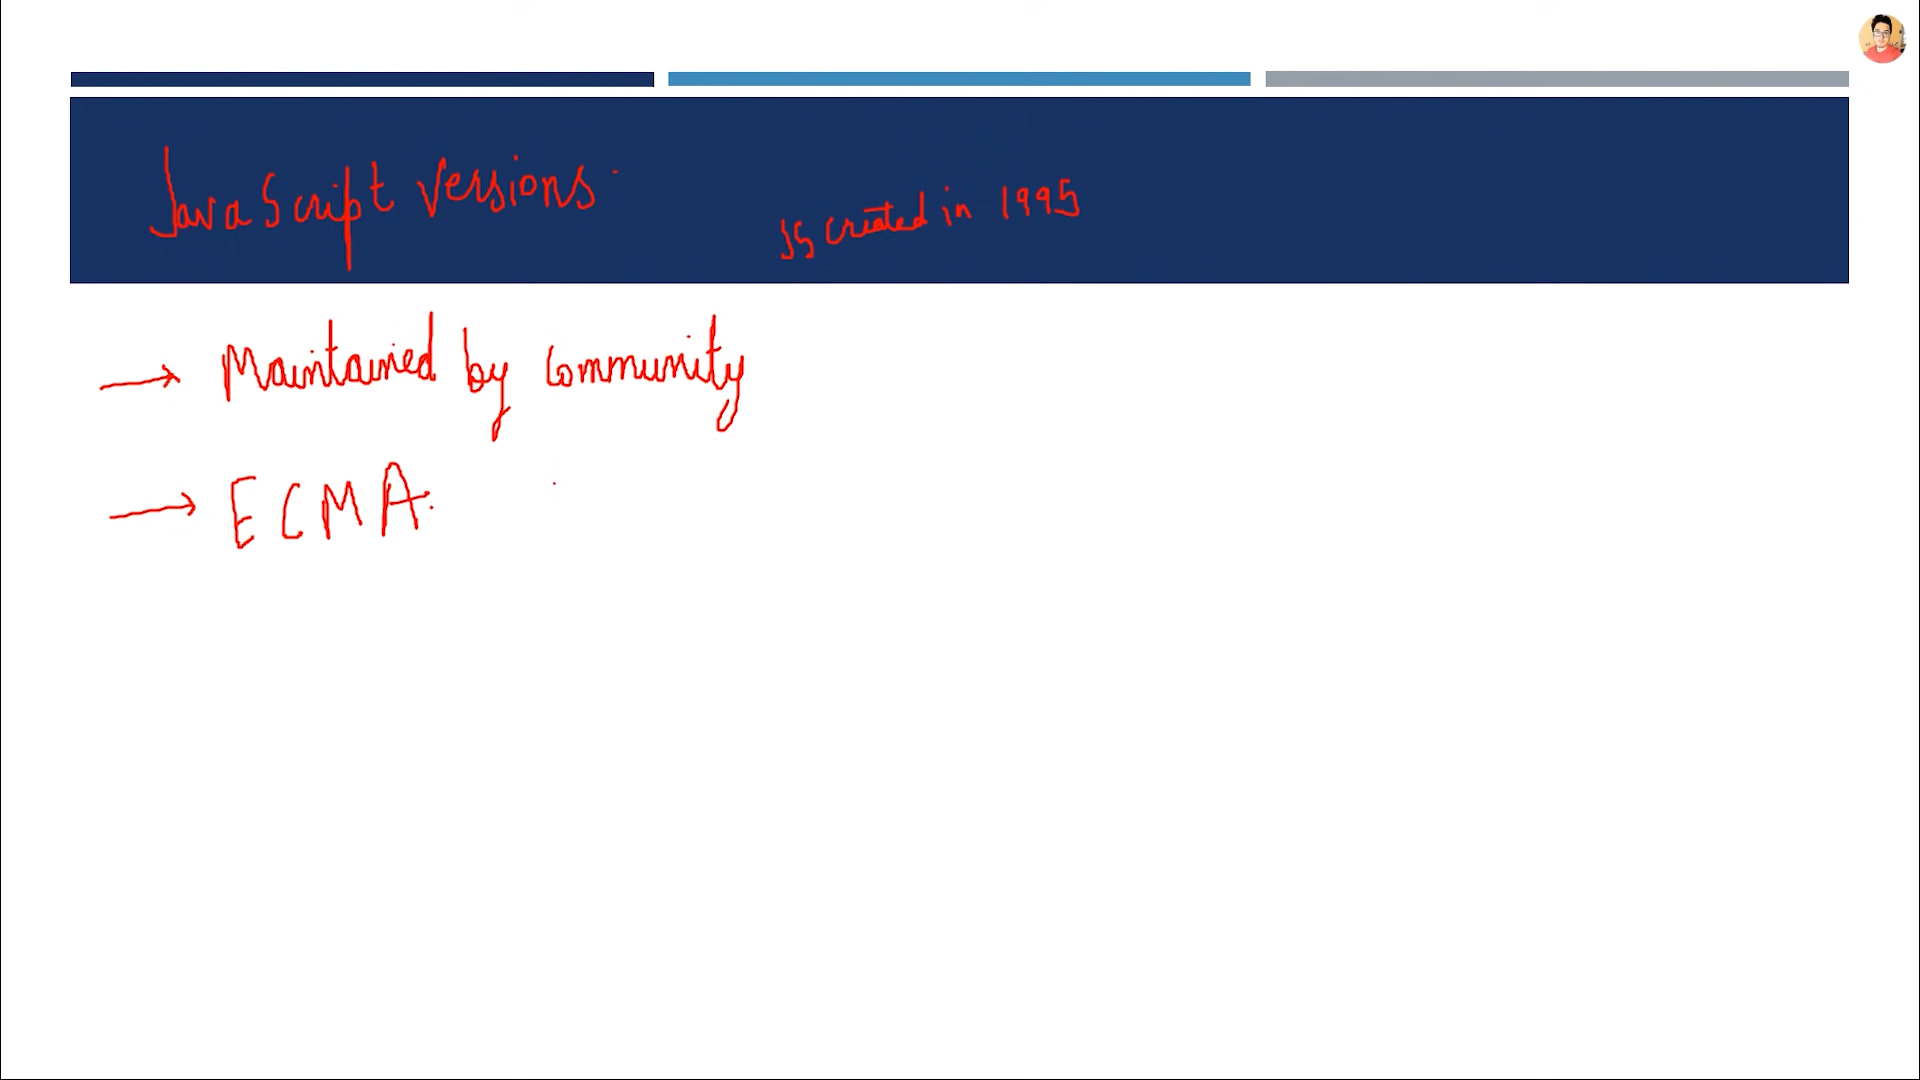 JavaScript Versions.
JS created in 1995
→ Maintained by Community
→ ECMA.